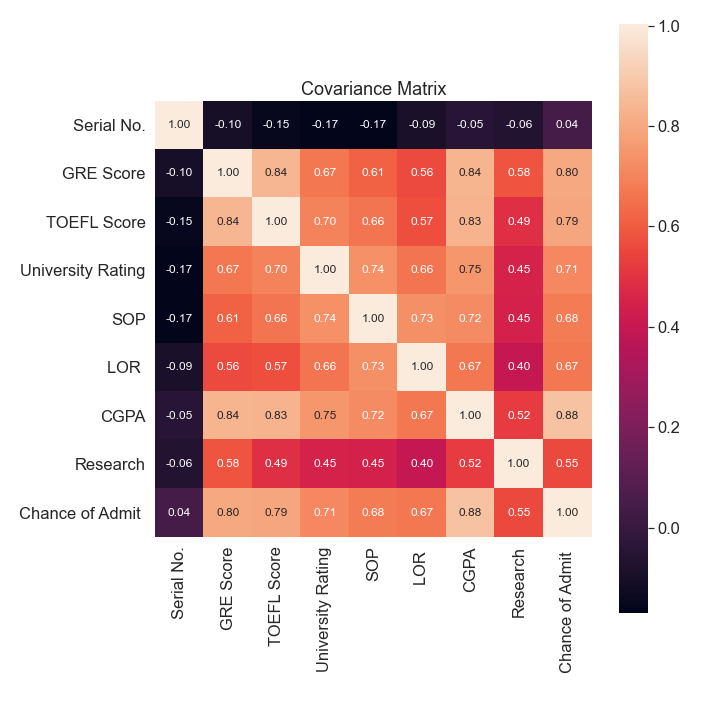 Covariance Matrix
1.0
0.8
0.6
0.4
0.2
0.0
Serial No. 1.00 -0.10 -0.15 -0.17 -0.17 -0.09 -0.05 -0.06 0.04
GRE Score -0.10 1.00 0.84 0.67 0.61 0.56 0.84 0.58 0.80
TOEFL Score -0.15 0.84 1.00 0.70 0.66 0.57 0.83 0.49 0.79
University Rating -0.17 0.67 0.70 1.00 0.74 0.66 0.75 0.45 0.71
SOP -0.17 0.61 0.66 0.74 1.00 0.73 0.72 0.45 0.68
LOR -0.09 0.56 0.57 0.66 0.73 1.00 0.67 0.40 0.67
CGPA -0.05 0.84 0.83 0.75 0.72 0.67 1.00 0.52 0.88
Research -0.06 0.58 0.49 0.45 0.45 0.40 0.52 1.00 0.55
Chance of Admit 0.04 0.80 0.79 0.71 0.68 0.67 0.88 0.55 1.00
Serial No.
GRE Score
TOEFL Score
University Rating
SOP
LOR
CGPA
Research
Chance of Admit